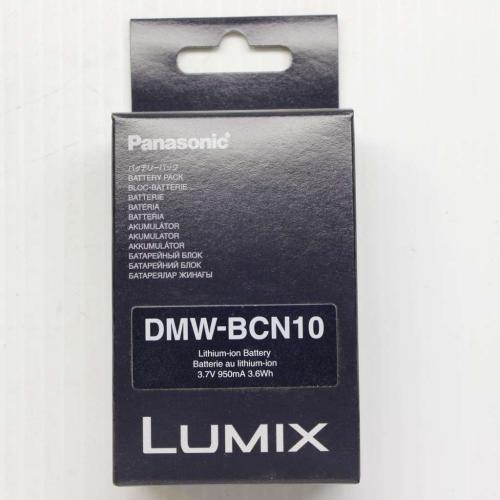 Panasonic
バッテリーパック
BATTERY PACK
BLOC-BATTERIE
BATTERIE
BATERÍA
BATTERIA
AKUMULÁTOR
AKUMULATOR
AKKUMULÁTOR
БАТАРЕЙНЫЙ БЛОК
БАТАРЕЙНИЙ БЛОК
БАТАРЕЯЛАР ЖИНАҒЫ
DMW-BCN10
Lithium-ion Battery
Batterie au lithium-ion
3.7V 950mA 3.6Wh
LUMIX